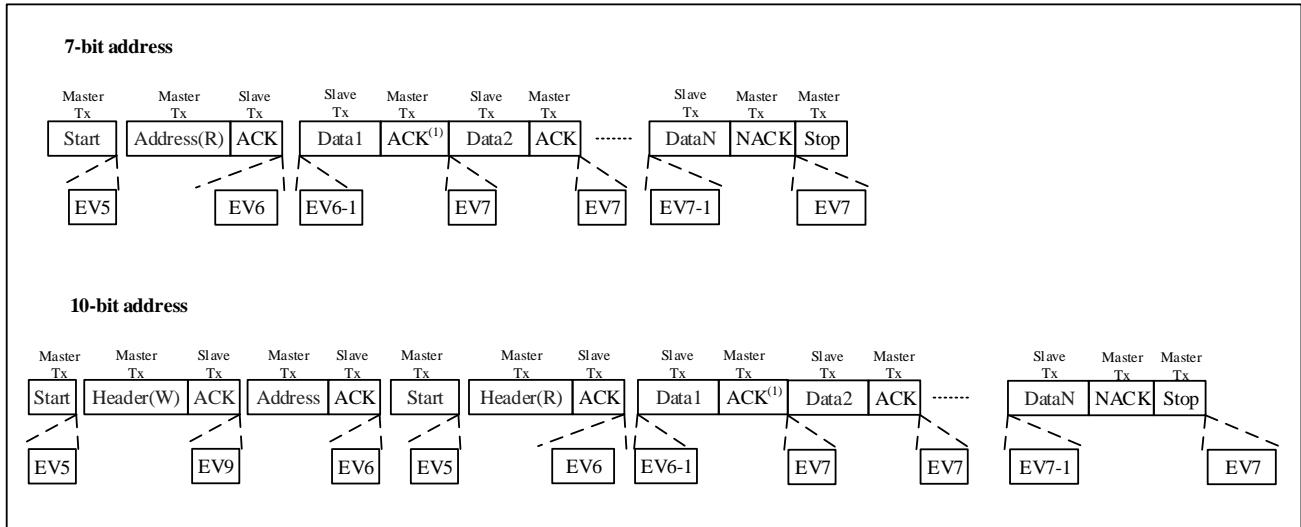 7-bit address
Master Tx Master Tx Slave Tx Slave Tx Master Tx Slave Tx Master Tx Slave Tx Master Tx Master Tx
Start Address(R) ACK Data1 ACK(1) Data2 ACK ........ DataN NACK Stop
EV5 EV6 EV6-1 EV7 EV7 EV7-1 EV7
10-bit address
Master Tx Master Tx Slave Tx Master Tx Slave Tx Master Tx Master Tx Slave Tx Slave Tx Master Tx Slave Tx Master Tx Slave Tx Master Tx Master Tx
Start Header(W) ACK Address ACK Start Header(R) ACK Data1 ACK(1) Data2 ACK ........ DataN NACK Stop
EV5 EV9 EV6 EV5 EV6 EV6-1 EV7 EV7 EV7-1 EV7